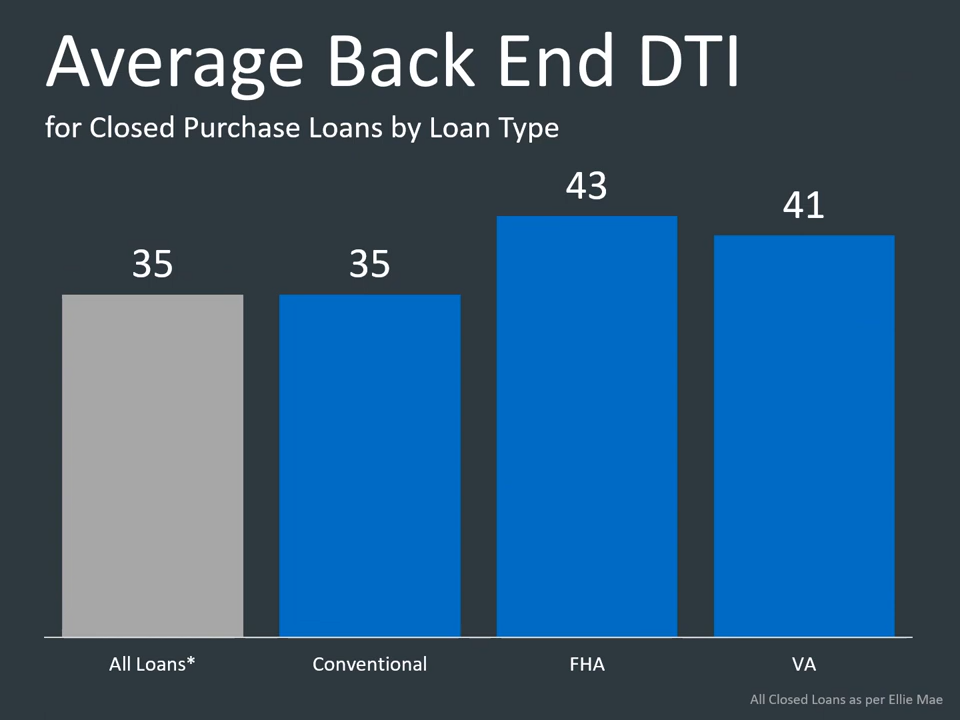 Average Back End DTI
for Closed Purchase Loans by Loan Type
35
35
43
41
All Loans*
Conventional
FHA
VA
All Closed Loans as per Ellie Mae